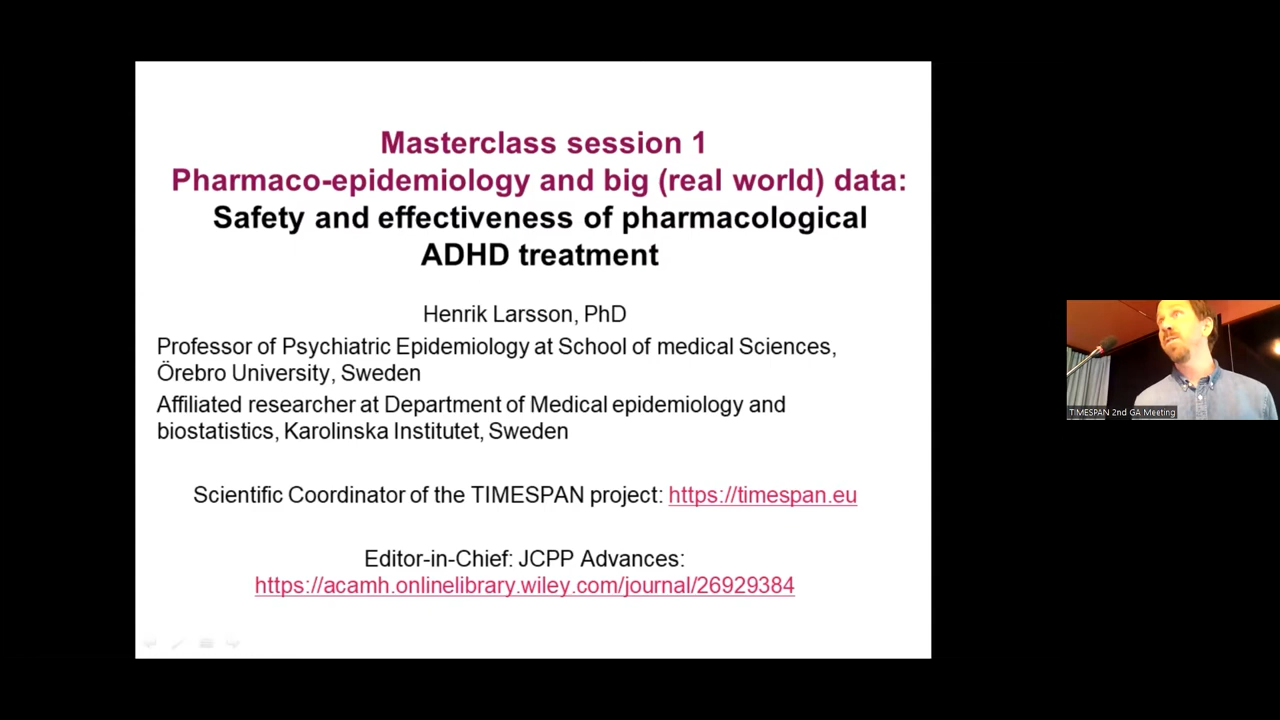 Masterclass session 1
Pharmaco-epidemiology and big (real world) data:
Safety and effectiveness of pharmacological
ADHD treatment
Henrik Larsson, PhD
Professor of Psychiatric Epidemiology at School of medical Sciences,
Örebro University, Sweden
Affiliated researcher at Department of Medical epidemiology and
biostatistics, Karolinska Institutet, Sweden
Scientific Coordinator of the TIMESPAN project: https://timespan.eu
Editor-in-Chief: JCPP Advances:
https://acamh.onlinelibrary.wiley.com/journal/26929384
TIMESPAN 2nd GA Meeting